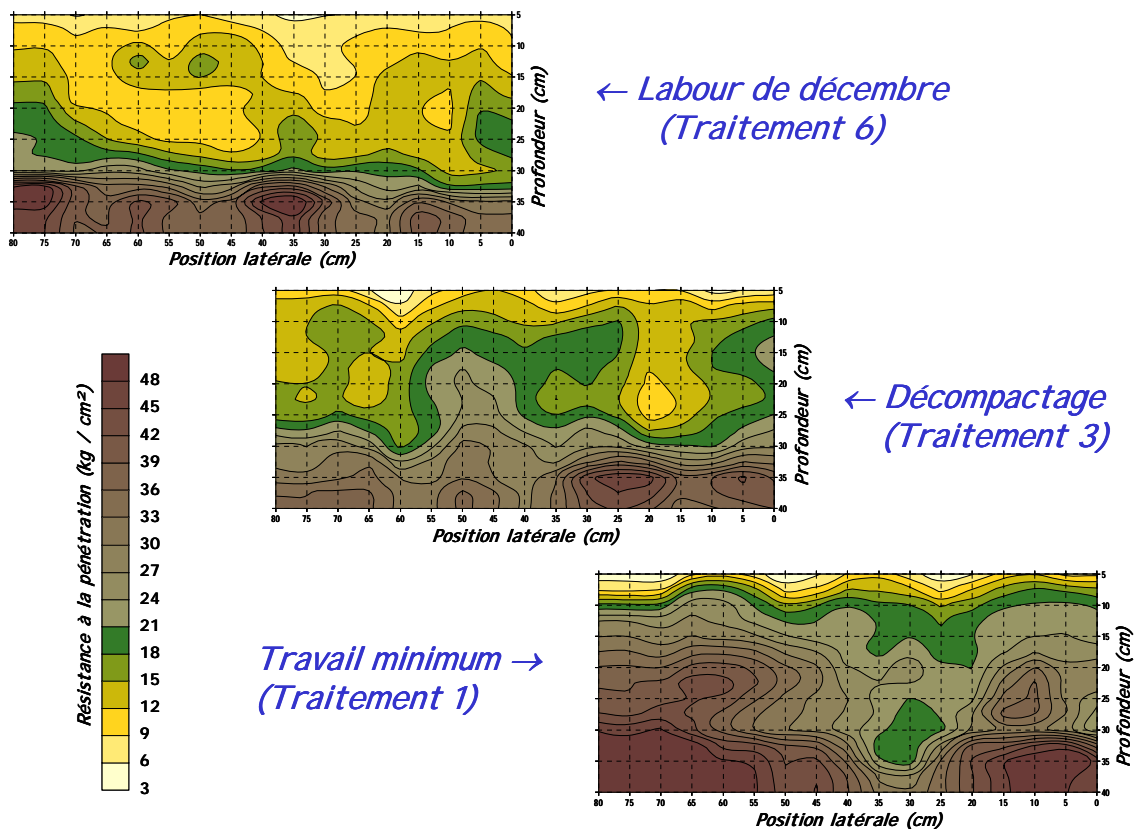 5
10
15
20
25
30
35
40
Profondeur (cm)
80 75 70 65 60 55 50 45 40 35 30 25 20 15 10 5 0
Position latérale (cm)
← Labour de décembre
(Traitement 6)
5
10
15
20
25
30
35
40
Profondeur (cm)
80 75 70 65 60 55 50 45 40 35 30 25 20 15 10 5 0
Position latérale (cm)
← Décompactage
(Traitement 3)
Résistance à la pénétration (kg / cm²)
48
45
42
39
36
33
30
27
24
21
18
15
12
9
6
3
Travail minimum →
(Traitement 1)
5
10
15
20
25
30
35
40
Profondeur (cm)
80 75 70 65 60 55 50 45 40 35 30 25 20 15 10 5 0
Position latérale (cm)